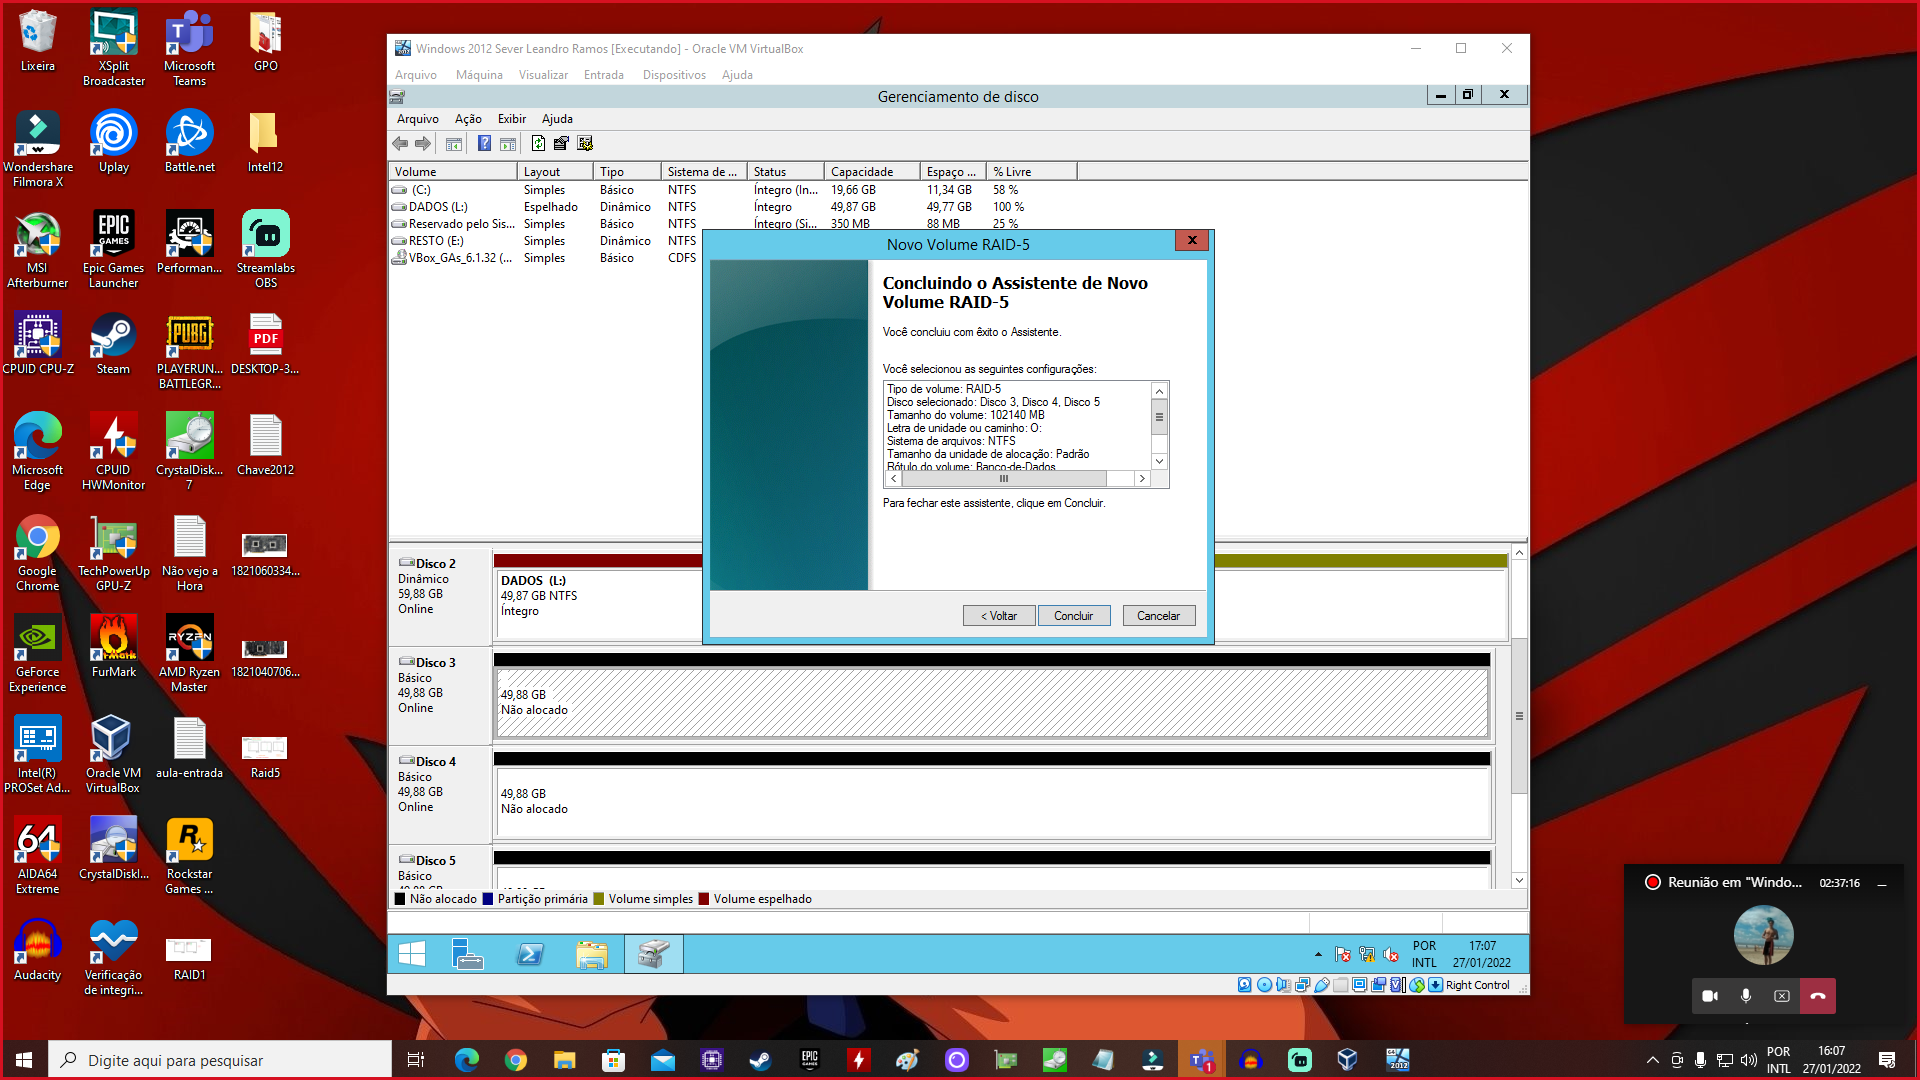 Lixeira
XSplit
Broadcaster
Microsoft
Teams
GPO
Wondershare
Filmora X
Uplay
Battle.net
Intel12
MSI
Afterburner
EPIC
GAMES
Epic Games
Launcher
Performan...
Streamlabs
OBS
CPUID CPU-Z
Steam
PUBG
PLAYERUN...
BATTLEGR...
PDF
DESKTOP-3...
Microsoft
Edge
CPUID
HWMonitor
CrystalDisk...
7
Chave2012
Google
Chrome
TechPowerUp
GPU-Z
Não vejo a
Hora
1821060334...
GeForce
Experience
FurMark
RYZEN
AMD Ryzen
Master
1821040706...
Intel(R)
PROSet Ad...
Oracle VM
VirtualBox
aula-entrada
Raid5
64
AIDA64
Extreme
CrystalDiskI...
Rockstar
Games ...
Audacity
Verificação
de integri...
RAID1
Windows 2012 Sever Leandro Ramos [Executando] - Oracle VM VirtualBox
Arquivo Máquina Visualizar Entrada Dispositivos Ajuda
Gerenciamento de disco
Arquivo Ação Exibir Ajuda
Volume Layout Tipo Sistema de ... Status Capacidade Espaço ... % Livre
(C:) Simples Básico NTFS Íntegro (In... 19,66 GB 11,34 GB 58 %
DADOS (L:) Espelhado Dinâmico NTFS Íntegro 49,87 GB 49,77 GB 100 %
Reservado pelo Sis... Simples Básico NTFS Íntegro (Si... 350 MB 88 MB 25 %
RESTO (E:) Simples Dinâmico NTFS
VBox_GAs_6.1.32 (... Simples Básico CDFS
Novo Volume RAID-5
Concluindo o Assistente de Novo
Volume RAID-5
Você concluiu com êxito o Assistente.
Você selecionou as seguintes configurações:
Tipo de volume: RAID-5
Disco selecionado: Disco 3, Disco 4, Disco 5
Tamanho do volume: 102140 MB
Letra de unidade ou caminho: O:
Sistema de arquivos: NTFS
Tamanho da unidade de alocação: Padrão
Rótulo do volume: Banco-de-Dados
Para fechar este assistente, clique em Concluir.
< Voltar Concluir Cancelar
Disco 2
Dinâmico
59,88 GB
Online
DADOS (L:)
49,87 GB NTFS
Íntegro
Disco 3
Básico
49,88 GB
Online
49,88 GB
Não alocado
Disco 4
Básico
49,88 GB
Online
49,88 GB
Não alocado
Disco 5
Básico
Não alocado Partição primária Volume simples Volume espelhado
POR
INTL
17:07
27/01/2022
Right Control
Reunião em "Windo... 02:37:16
Digite aqui para pesquisar
EPIC
GAMES
1
2012
POR
INTL
16:07
27/01/2022